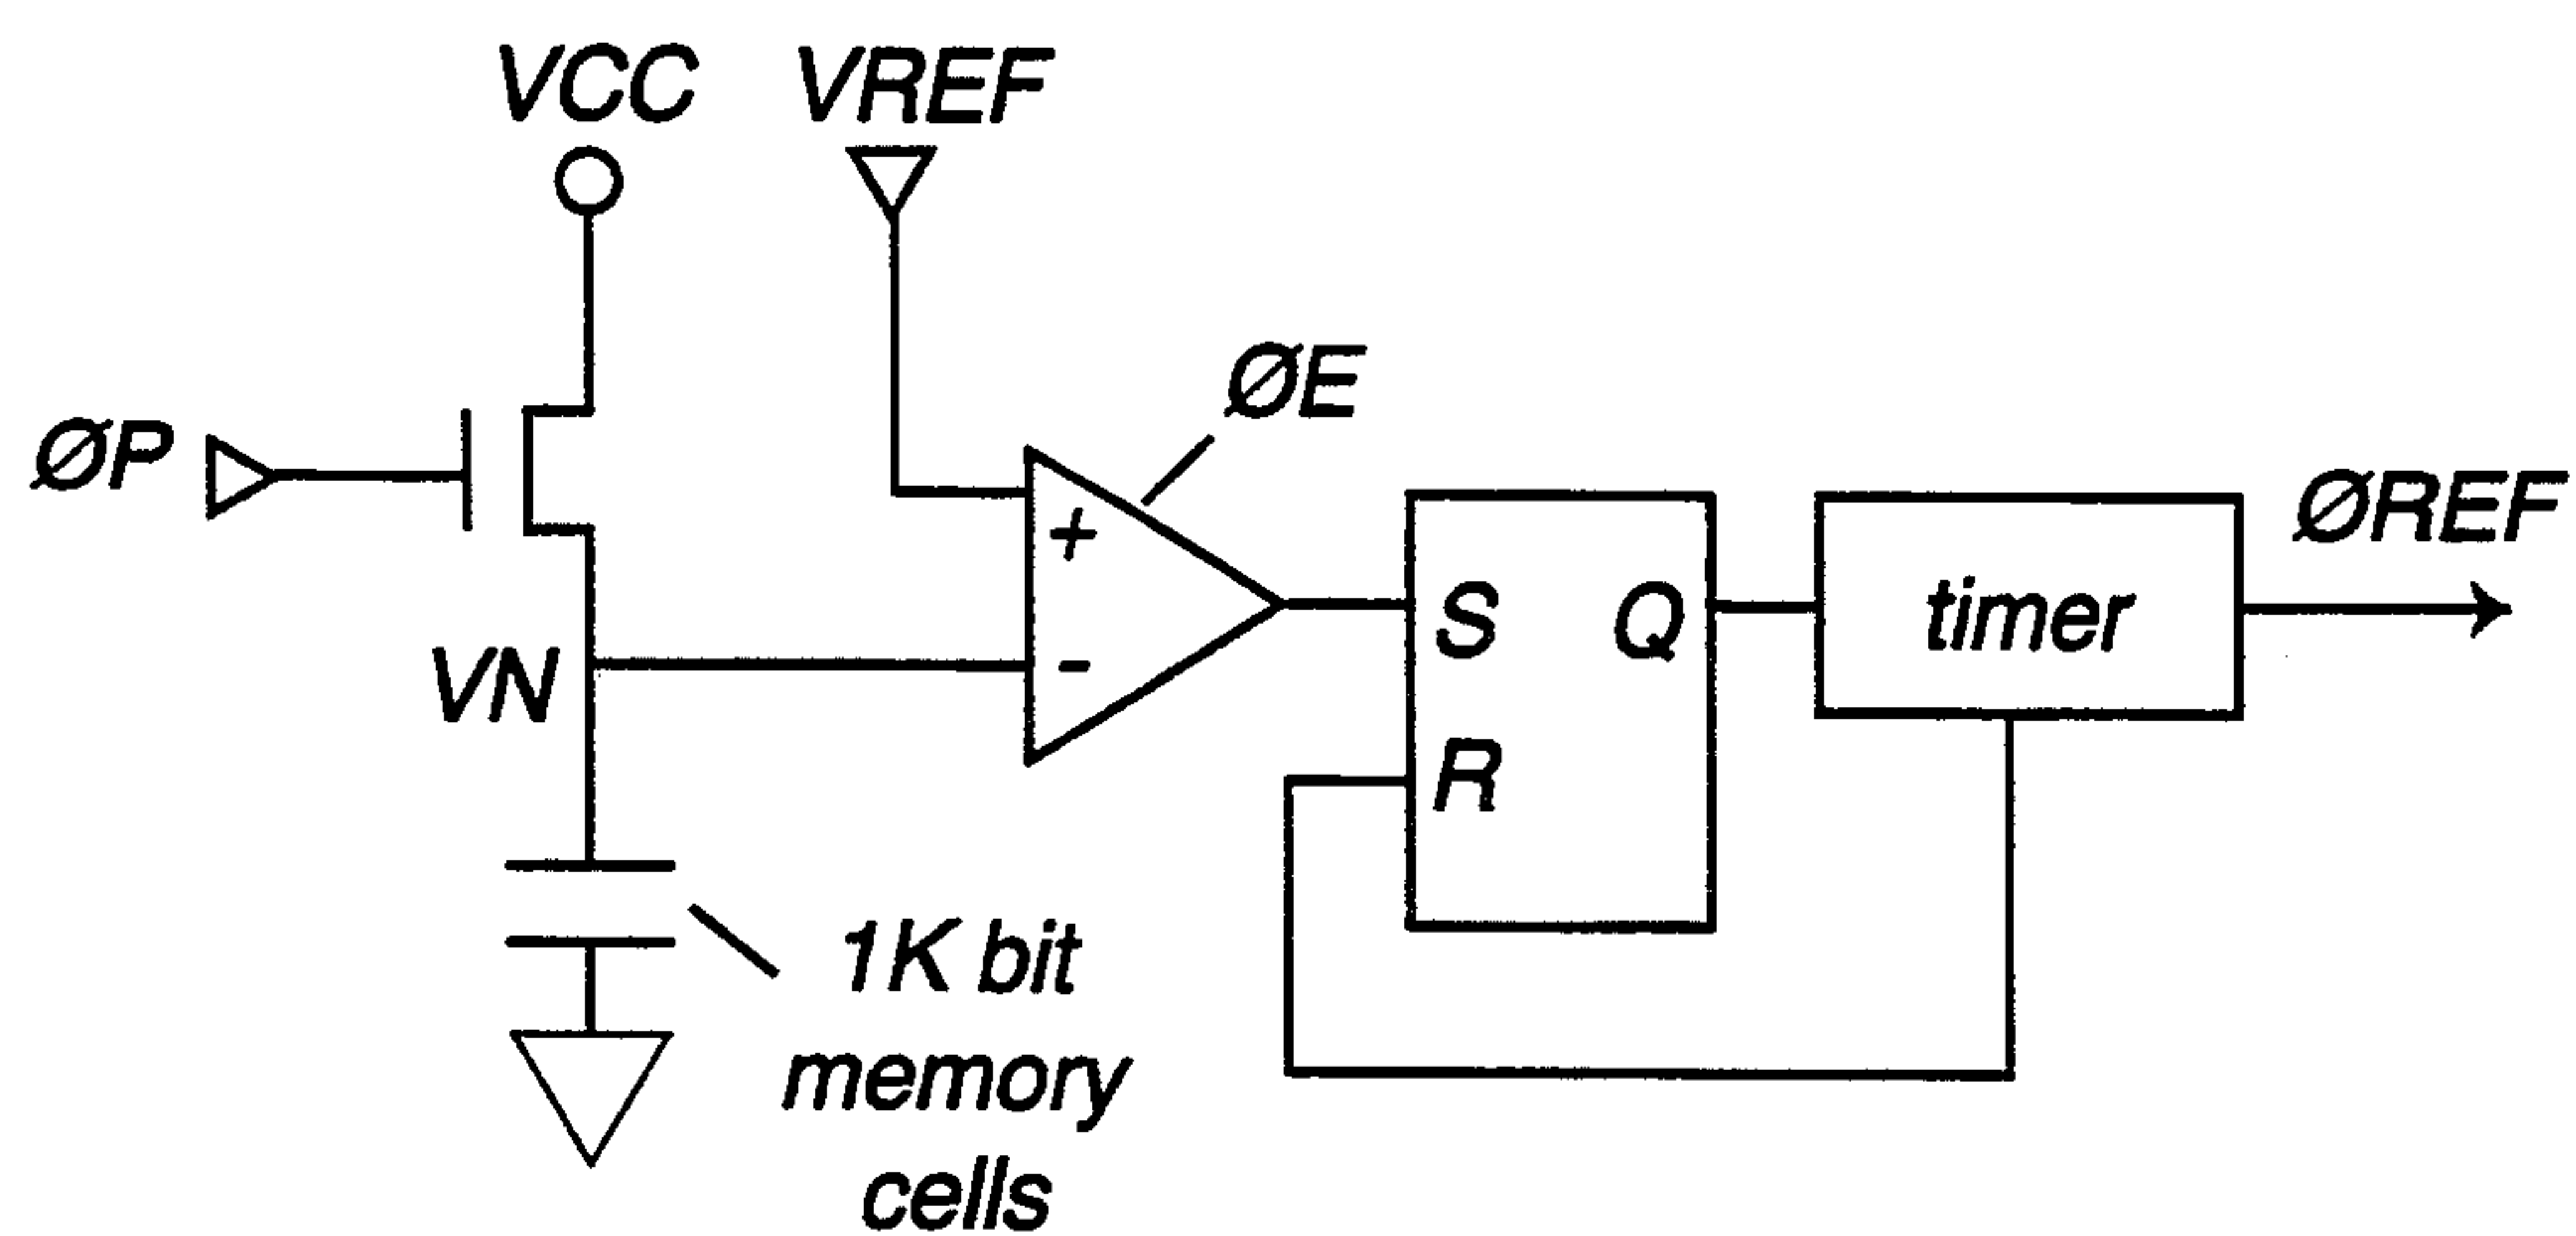 VCC
VREF
ØE
ØP
ØREF
+
S
Q
timer
VN
-
R
1K bit
memory
cells